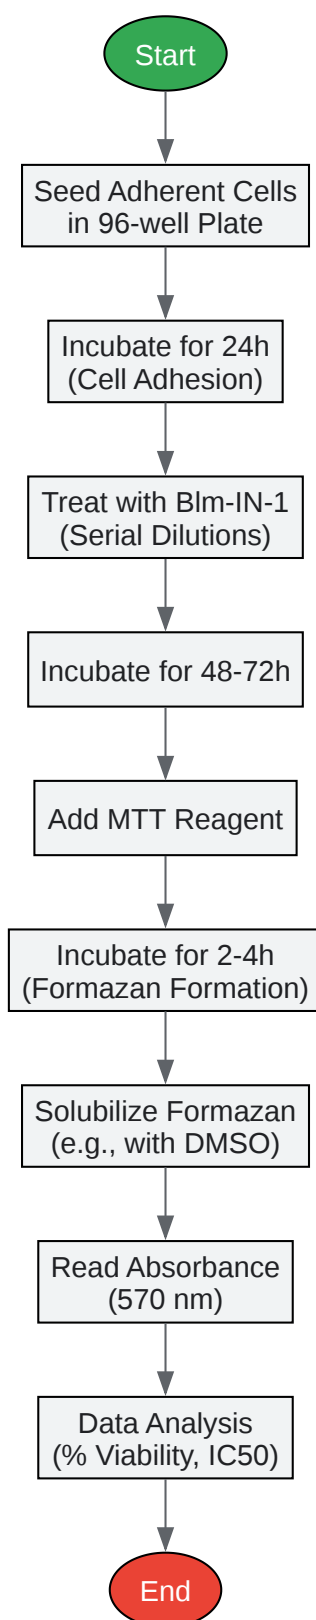 Start
Seed Adherent Cells
in 96-well Plate
Incubate for 24h
(Cell Adhesion)
Treat with Blm-IN-1
(Serial Dilutions)
Incubate for 48-72h
Add MTT Reagent
Incubate for 2-4h
(Formazan Formation)
Solubilize Formazan
(e.g., with DMSO)
Read Absorbance
(570 nm)
Data Analysis
(% Viability, IC50)
End